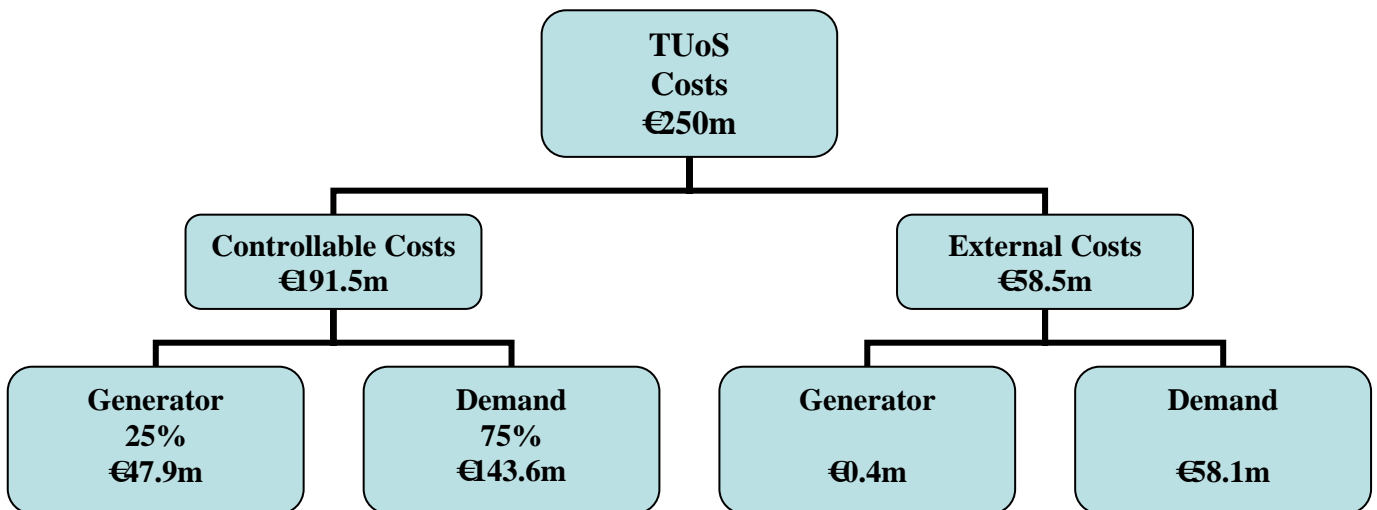 TUoS
Costs
€250m
Controllable Costs
€191.5m
External Costs
€58.5m
Generator
25%
€47.9m
Demand
75%
€143.6m
Generator
€0.4m
Demand
€58.1m